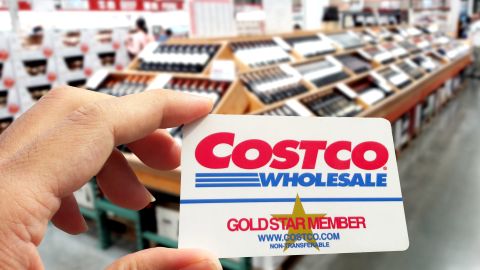 COSTCO
WHOLESALE
GOLD STAR MEMBER
WWW.COSTCO.COM
NON-TRANSFERABLE